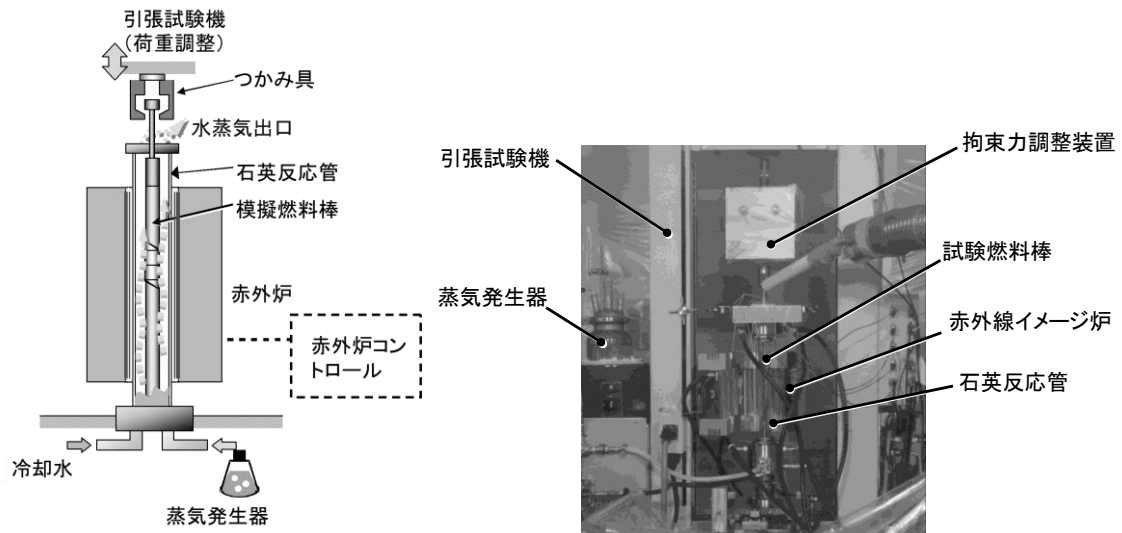 引張試験機
（荷重調整）
つかみ具
水蒸気出口
石英反応管
模擬燃料棒
赤外炉
赤外炉コン
トロール
冷却水
蒸気発生器
引張試験機
蒸気発生器
拘束力調整装置
試験燃料棒
赤外線イメージ炉
石英反応管